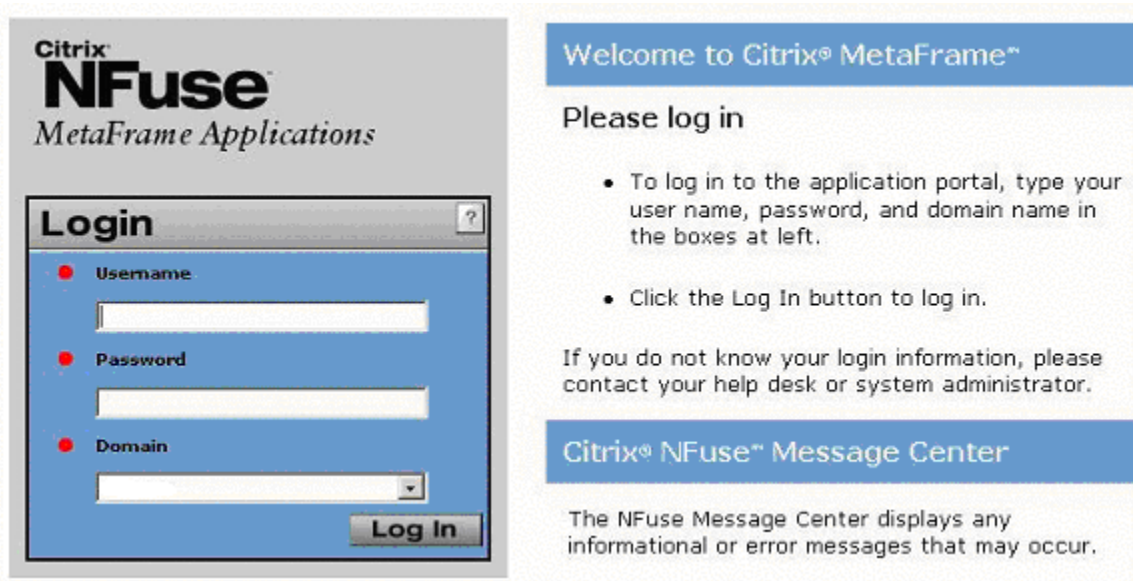 Citrix
NFuse
MetaFrame Applications
Login
?
Username
Password
Domain
Log In
Welcome to Citrix® MetaFrame™
Please log in
• To log in to the application portal, type your
user name, password, and domain name in
the boxes at left.
• Click the Log In button to log in.
If you do not know your login information, please
contact your help desk or system administrator.
Citrix® NFuse™ Message Center
The NFuse Message Center displays any
informational or error messages that may occur.